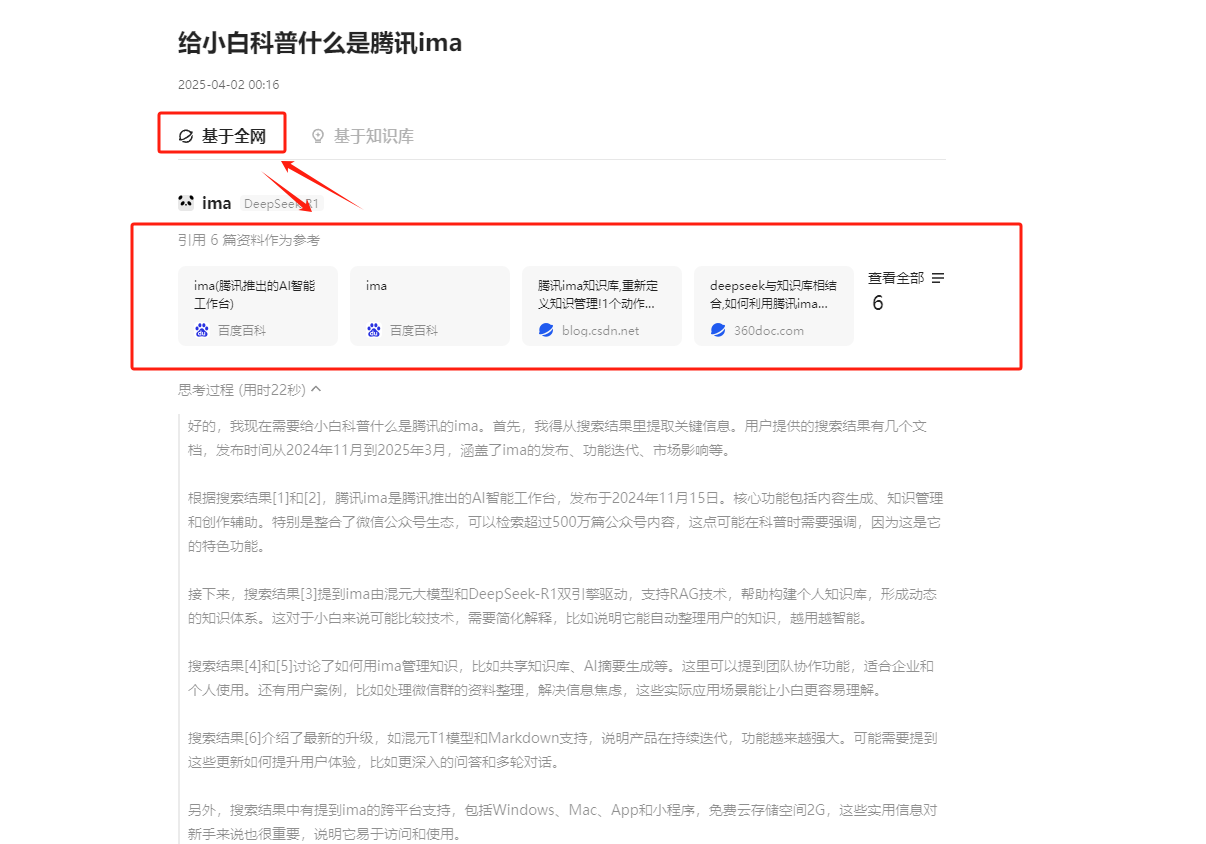 给小白科普什么是腾讯ima
2025-04-02 00:16
基于全网 基于知识库
ima DeepSeek-R1
引用 6 篇资料作为参考
ima(腾讯推出的AI智能
工作台)
百度百科
ima
百度百科
腾讯ima知识库,重新定
义知识管理!1个动作...
blog.csdn.net
deepseek与知识库相结
合,如何利用腾讯ima...
360doc.com
查看全部
6
思考过程 (用时22秒)
好的，我现在需要给小白科普什么是腾讯的ima。首先，我得从搜索结果里提取关键信息。用户提供的搜索结果有几个文
档，发布时间从2024年11月到2025年3月，涵盖了ima的发布、功能迭代、市场影响等。
根据搜索结果[1]和[2]，腾讯ima是腾讯推出的AI智能工作台，发布于2024年11月15日。核心功能包括内容生成、知识管理
和创作辅助。特别是整合了微信公众号生态，可以检索超过500万篇公众号内容，这点可能在科普时需要强调，因为这是它
的特色功能。
接下来，搜索结果[3]提到ima由混元大模型和DeepSeek-R1双引擎驱动，支持RAG技术，帮助构建个人知识库，形成动态
的知识体系。这对于小白来说可能比较技术，需要简化解释，比如说明它能自动整理用户的知识，越用越智能。
搜索结果[4]和[5]讨论了如何用ima管理知识，比如共享知识库、AI摘要生成等。这里可以提到团队协作功能，适合企业和
个人使用。还有用户案例，比如处理微信群的资料整理，解决信息焦虑，这些实际应用场景能让小白更容易理解。
搜索结果[6]介绍了最新的升级，如混元T1模型和Markdown支持，说明产品在持续迭代，功能越来越强大。可能需要提到
这些更新如何提升用户体验，比如更深入的问答和多轮对话。
另外，搜索结果中有提到ima的跨平台支持，包括Windows、Mac、App和小程序，免费云存储空间2G，这些实用信息对
新手来说也很重要，说明它易于访问和使用。